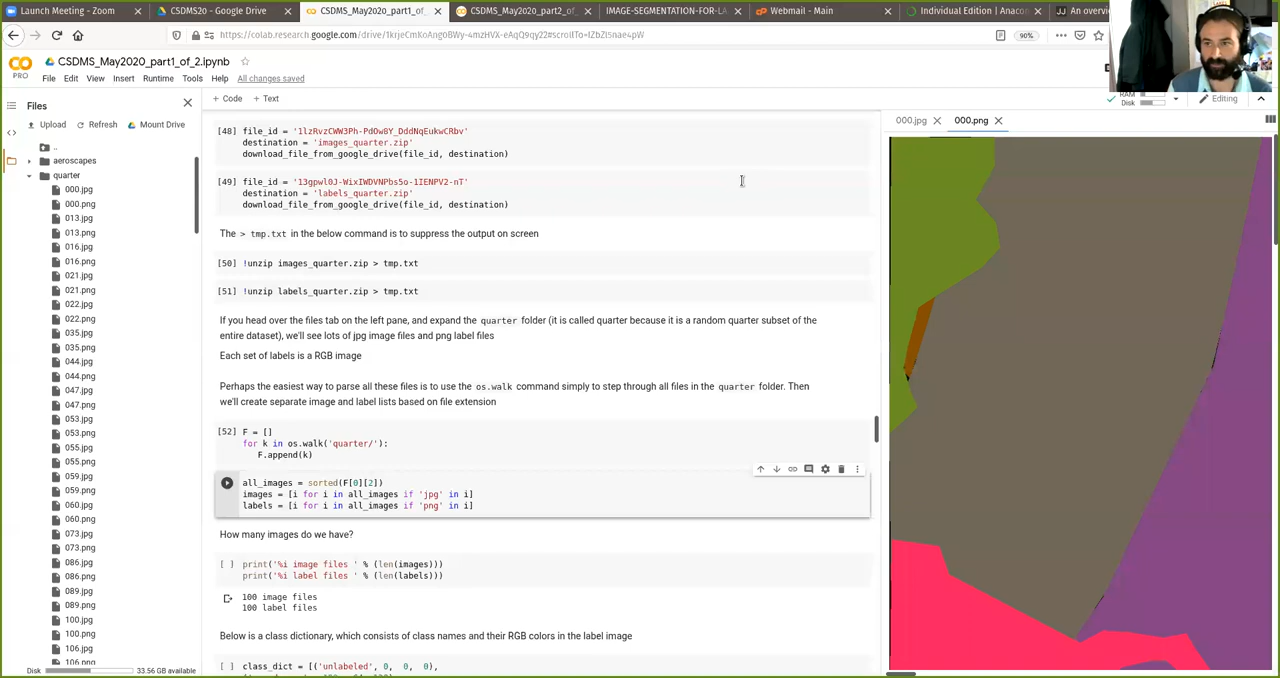 Launch Meeting - Zoom
CSDMS20 - Google Drive
CSDMS_May2020_part1_of_2.ip
CSDMS_May2020_part2_of_2.
IMAGE-SEGMENTATION-FOR-LA
Webmail - Main
Individual Edition | Anacon
An overvi
90%
CSDMS_May2020_part1_of_2.ipynb
PRO
File Edit View Insert Runtime Tools Help All changes saved
RAM
Disk
Editing
Files
+ Code + Text
Upload Refresh Mount Drive
000.jpg
000.png
..
aeroscapes
quarter
000.jpg
000.png
013.jpg
013.png
016.jpg
016.png
021.jpg
021.png
022.jpg
022.png
035.jpg
035.png
044.jpg
044.png
047.jpg
047.png
053.jpg
053.png
055.jpg
055.png
059.jpg
059.png
060.jpg
060.png
073.jpg
073.png
086.jpg
086.png
089.jpg
089.png
100.jpg
100.png
106.jpg
106.png
Disk 33.56 GB available
[48] file_id = '1lzRvzCWW3Ph-PdOw8Y_DddNqEukwCRbv'
destination = 'images_quarter.zip'
download_file_from_google_drive(file_id, destination)
[49] file_id = '13gpwl0J-WixIWDVNPbs5o-1IENPV2-nT'
destination = 'labels_quarter.zip'
download_file_from_google_drive(file_id, destination)
The > tmp.txt in the below command is to suppress the output on screen
[50] !unzip images_quarter.zip > tmp.txt
[51] !unzip labels_quarter.zip > tmp.txt
If you head over the files tab on the left pane, and expand the quarter folder (it is called quarter because it is a random quarter subset of the
entire dataset), we'll see lots of jpg image files and png label files
Each set of labels is a RGB image
Perhaps the easiest way to parse all these files is to use the os.walk command simply to step through all files in the quarter folder. Then
we'll create separate image and label lists based on file extension
[52] F = []
for k in os.walk('quarter/'):
F.append(k)
all_images = sorted(F[0][2])
images = [i for i in all_images if 'jpg' in i]
labels = [i for i in all_images if 'png' in i]
How many images do we have?
[ ] print('%i image files ' % (len(images)))
print('%i label files ' % (len(labels)))
100 image files
100 label files
Below is a class dictionary, which consists of class names and their RGB colors in the label image
[ ] class_dict = [('unlabeled', 0, 0, 0),